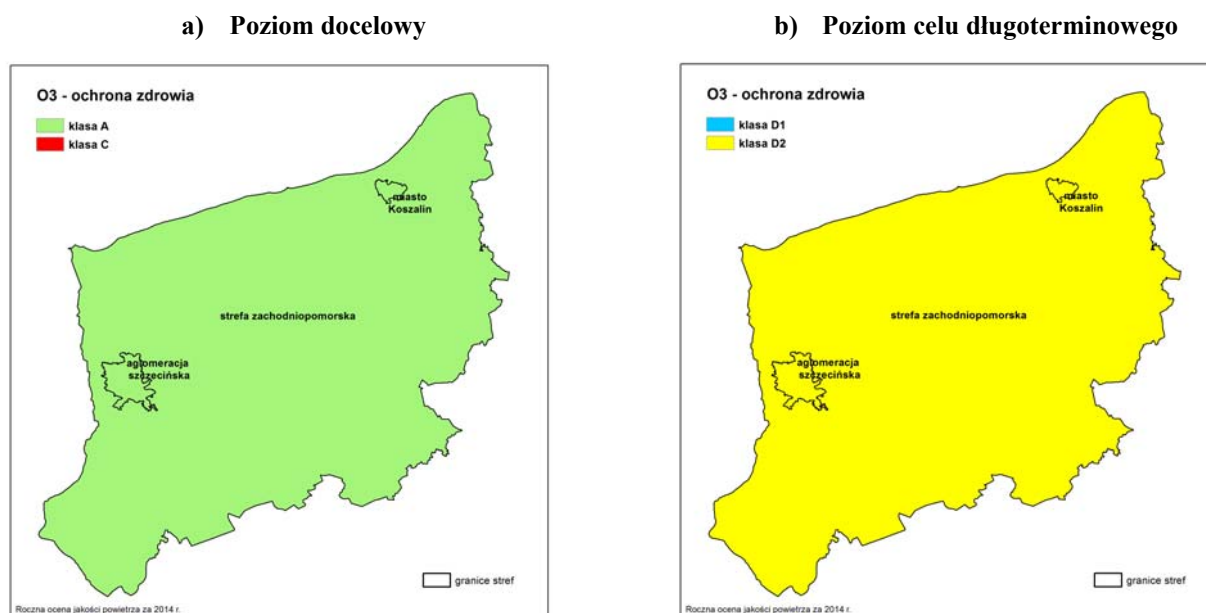 a) Poziom docelowy
O3 - ochrona zdrowia
klasa A
klasa C
miasto
Koszalin
strefa zachodniopomorska
aglomeracja
szczecińska
granice stref
Roczna ocena jakości powietrza za 2014 r.
b) Poziom celu długoterminowego
O3 - ochrona zdrowia
klasa D1
klasa D2
miasto
Koszalin
strefa zachodniopomorska
aglomeracja
szczecińska
granice stref
Roczna ocena jakości powietrza za 2014 r.